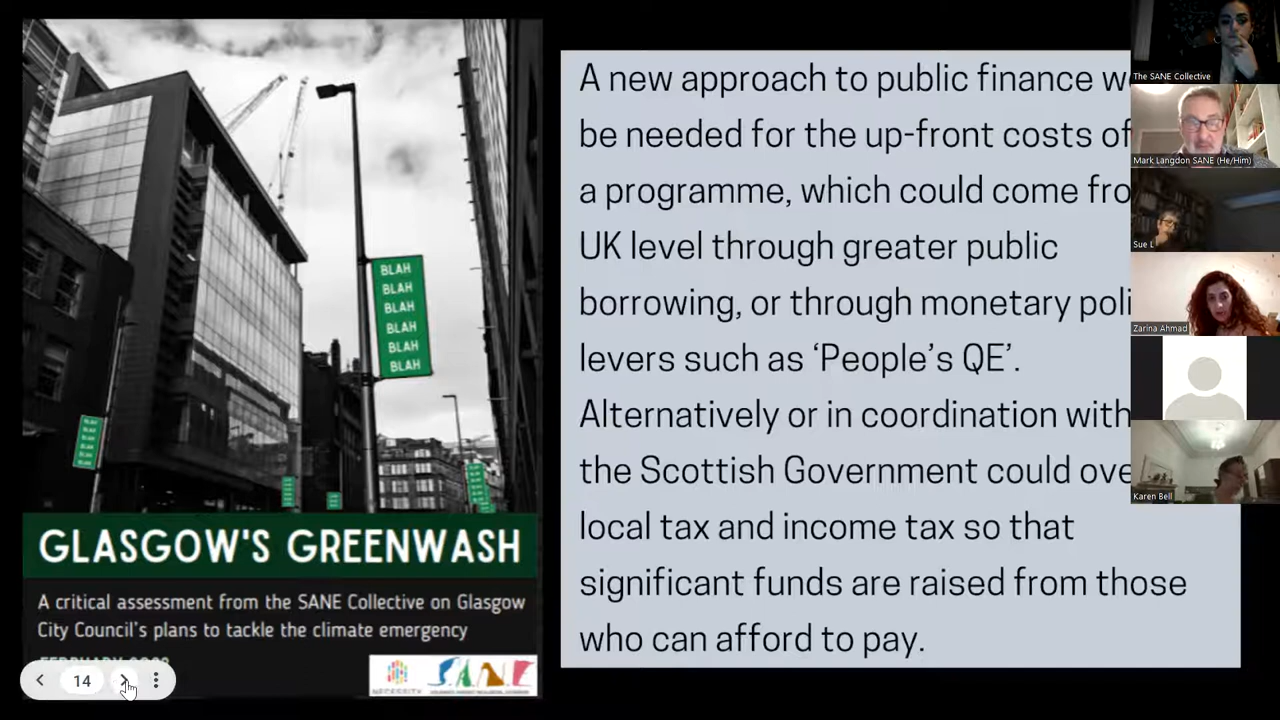 BLAH
BLAH
BLAH
BLAH
BLAH
BLAH
GLASGOW'S GREENWASH
A critical assessment from the SANE Collective on Glasgow
City Council's plans to tackle the climate emergency
FEBRUARY
NECESSITY
SANE
14
A new approach to public finance
be needed for the up-front costs of
a programme, which could come
UK level through greater public
borrowing, or through monetary
levers such as ‘People's QE’.
Alternatively or in coordination with
the Scottish Government could
local tax and income tax so that
significant funds are raised from those
who can afford to pay.
The SANE Collective
Mark Langdon SANE (He/Him)
Sue L
Zarina Ahmad
Karen Bell